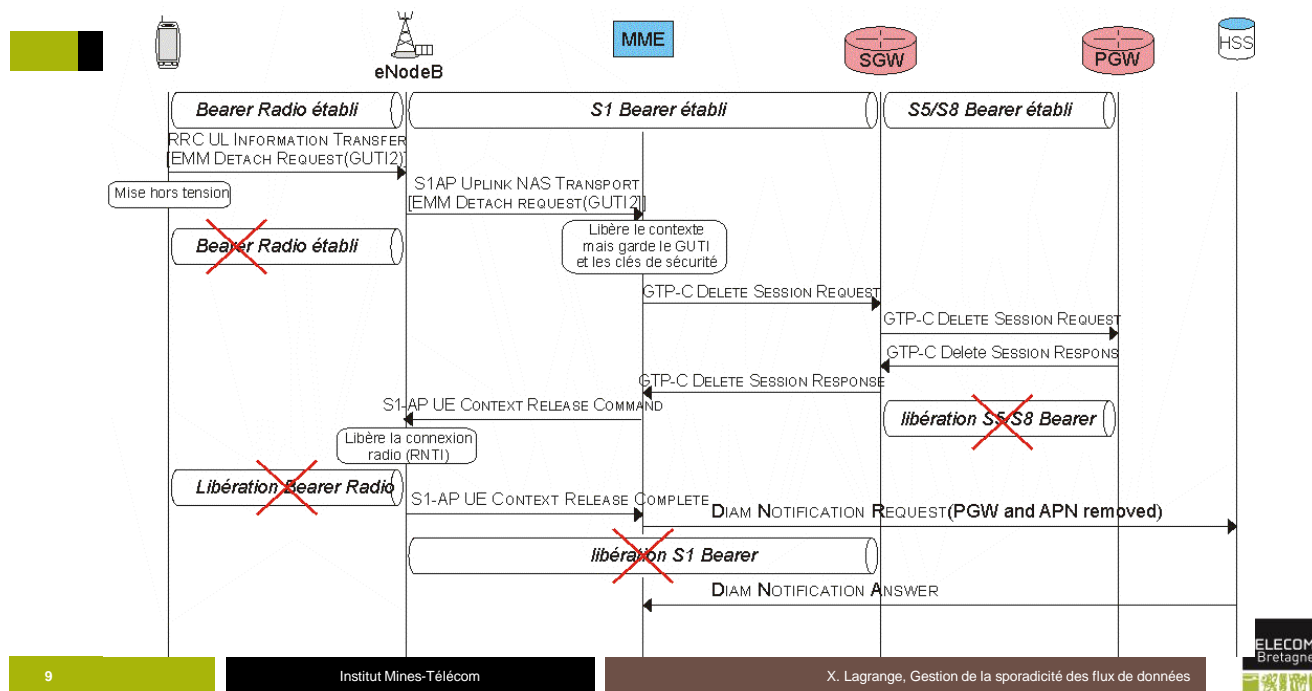 MME
HSS
eNodeB
SGW
PGW
Bearer Radio établi
S1 Bearer établi
S5/S8 Bearer établi
RRC UL INFORMATION TRANSFER
[EMM DETACH REQUEST(GUTI2)]
Mise hors tension
S1AP UPLINK NAS TRANSPORT
[EMM DETACH REQUEST(GUTI2]]
Bearer Radio établi
Libère le contexte
mais garde le GUTI
et les clés de sécurité
GTP-C DELETE SESSION REQUEST
GTP-C DELETE SESSION REQUEST
GTP-C Delete Session Respons
GTP-C DELETE SESSION RESPONSE
S1-AP UE CONTEXT RELEASE COMMAND
libération S5/S8 Bearer
Libère la connexion
radio (RNTI)
Libération Bearer Radio
S1-AP UE CONTEXT RELEASE COMPLETE
DIAM NOTIFICATION REQUEST(PGW and APN removed)
libération S1 Bearer
DIAM NOTIFICATION ANSWER
9
Institut Mines-Télécom
X. Lagrange, Gestion de la sporadicité des flux de données
ELECOM
Bretagne